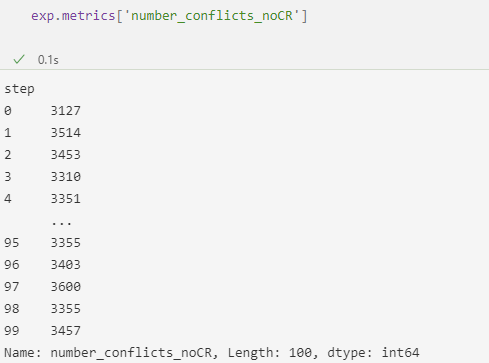 exp.metrics['number_conflicts_noCR']
0.1s
step
0 3127
1 3514
2 3453
3 3310
4 3351
...
95 3355
96 3403
97 3600
98 3355
99 3457
Name: number_conflicts_noCR, Length: 100, dtype: int64